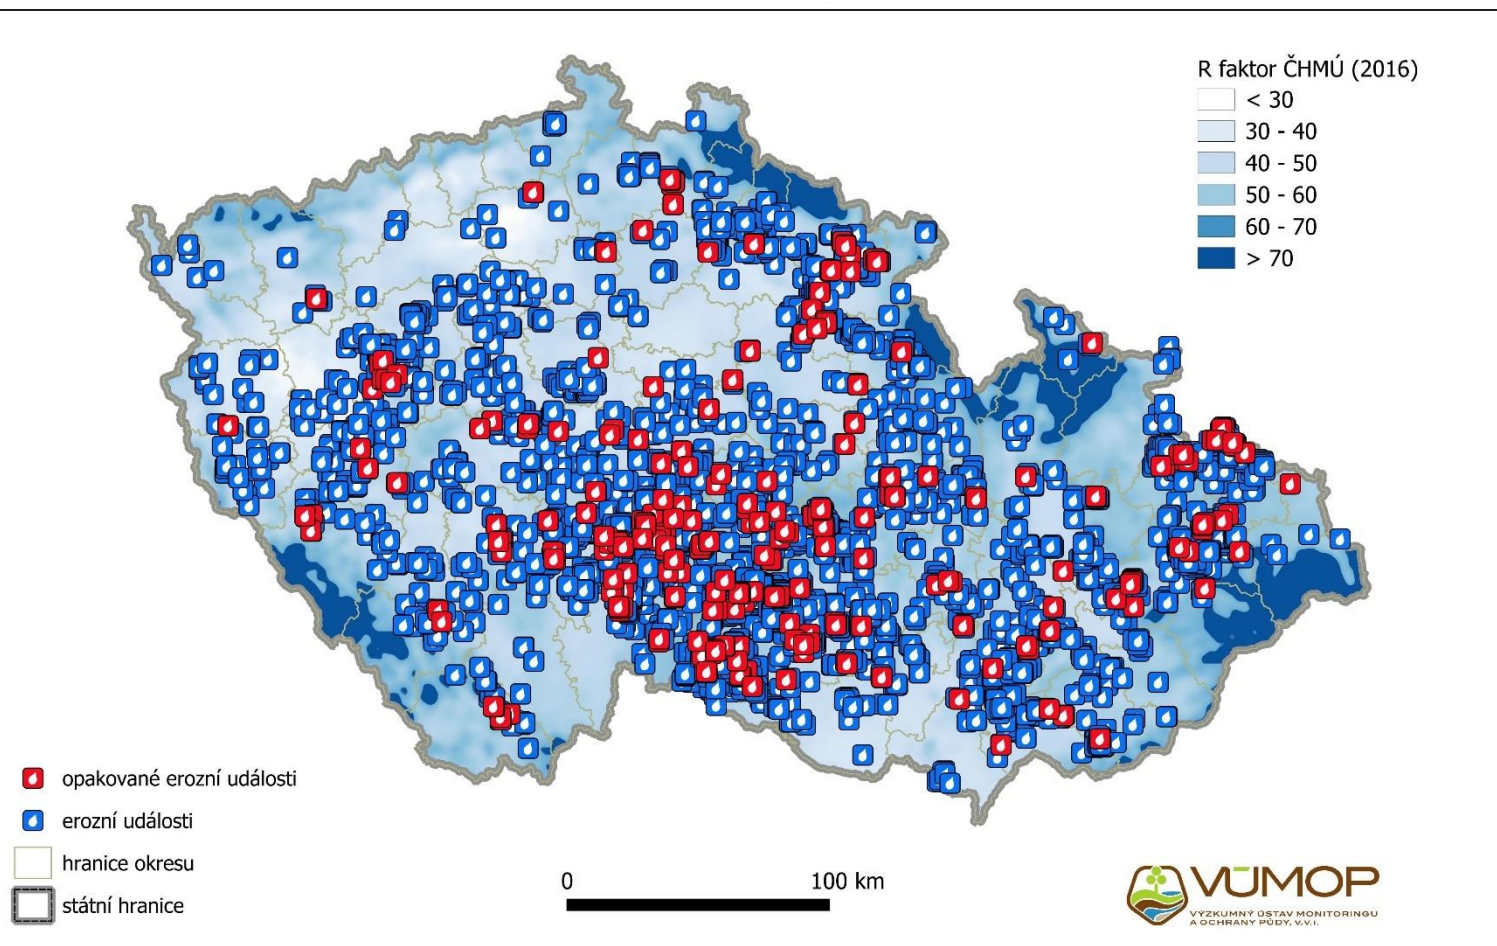 R faktor ČHMÚ (2016)
< 30
30 - 40
40 - 50
50 - 60
60 - 70
> 70
opakované erozní události
erozní události
hranice okresu
státní hranice
0 100 km
VÚMOP
VÝZKUMNÝ ÚSTAV MONITORINGU
A OCHRANY PŮDY, V.V.I.